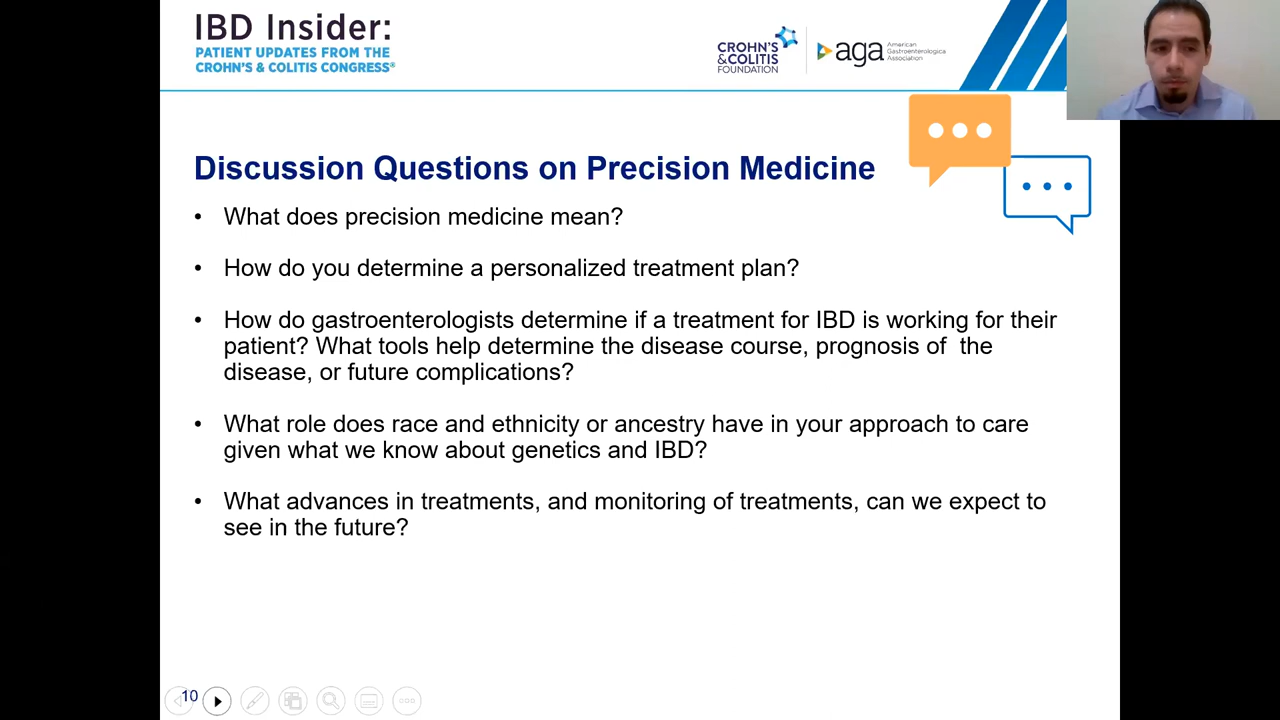 IBD Insider:
PATIENT UPDATES FROM THE
CROHN'S & COLITIS CONGRESS®
CROHN'S
& COLITIS
FOUNDATION
aga
American
Gastroenterological
Association
Discussion Questions on Precision Medicine
• What does precision medicine mean?
• How do you determine a personalized treatment plan?
• How do gastroenterologists determine if a treatment for IBD is working for their
patient? What tools help determine the disease course, prognosis of  the
disease, or future complications?
• What role does race and ethnicity or ancestry have in your approach to care
given what we know about genetics and IBD?
• What advances in treatments, and monitoring of treatments, can we expect to
see in the future?
10